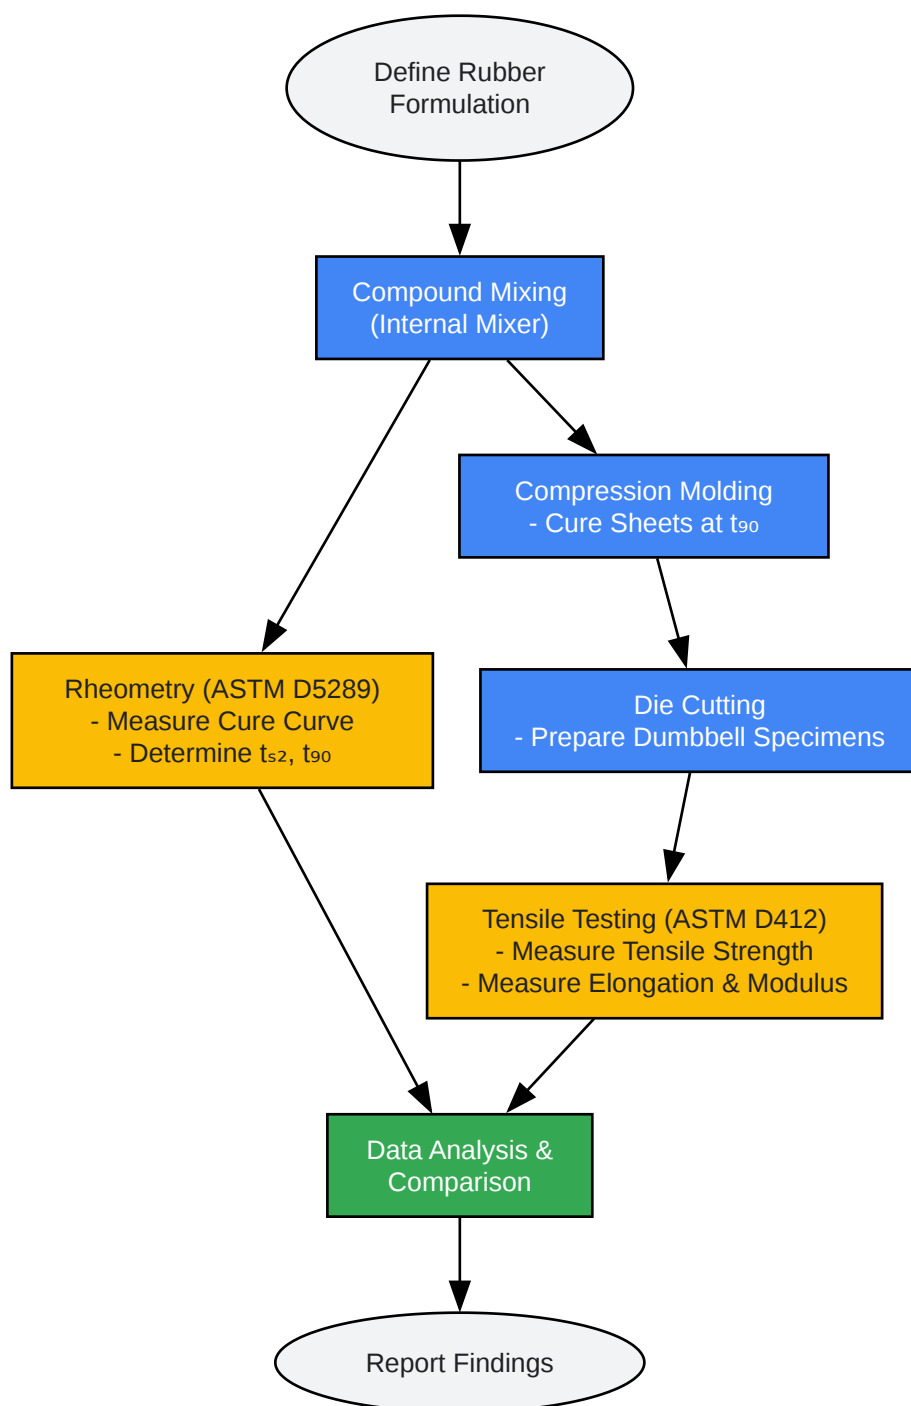 Define Rubber
Formulation
Compound Mixing
(Internal Mixer)
Compression Molding
- Cure Sheets at t₉₀
Rheometry (ASTM D5289)
- Measure Cure Curve
- Determine tₛ₂, t₉₀
Die Cutting
- Prepare Dumbbell Specimens
Tensile Testing (ASTM D412)
- Measure Tensile Strength
- Measure Elongation & Modulus
Data Analysis &
Comparison
Report Findings